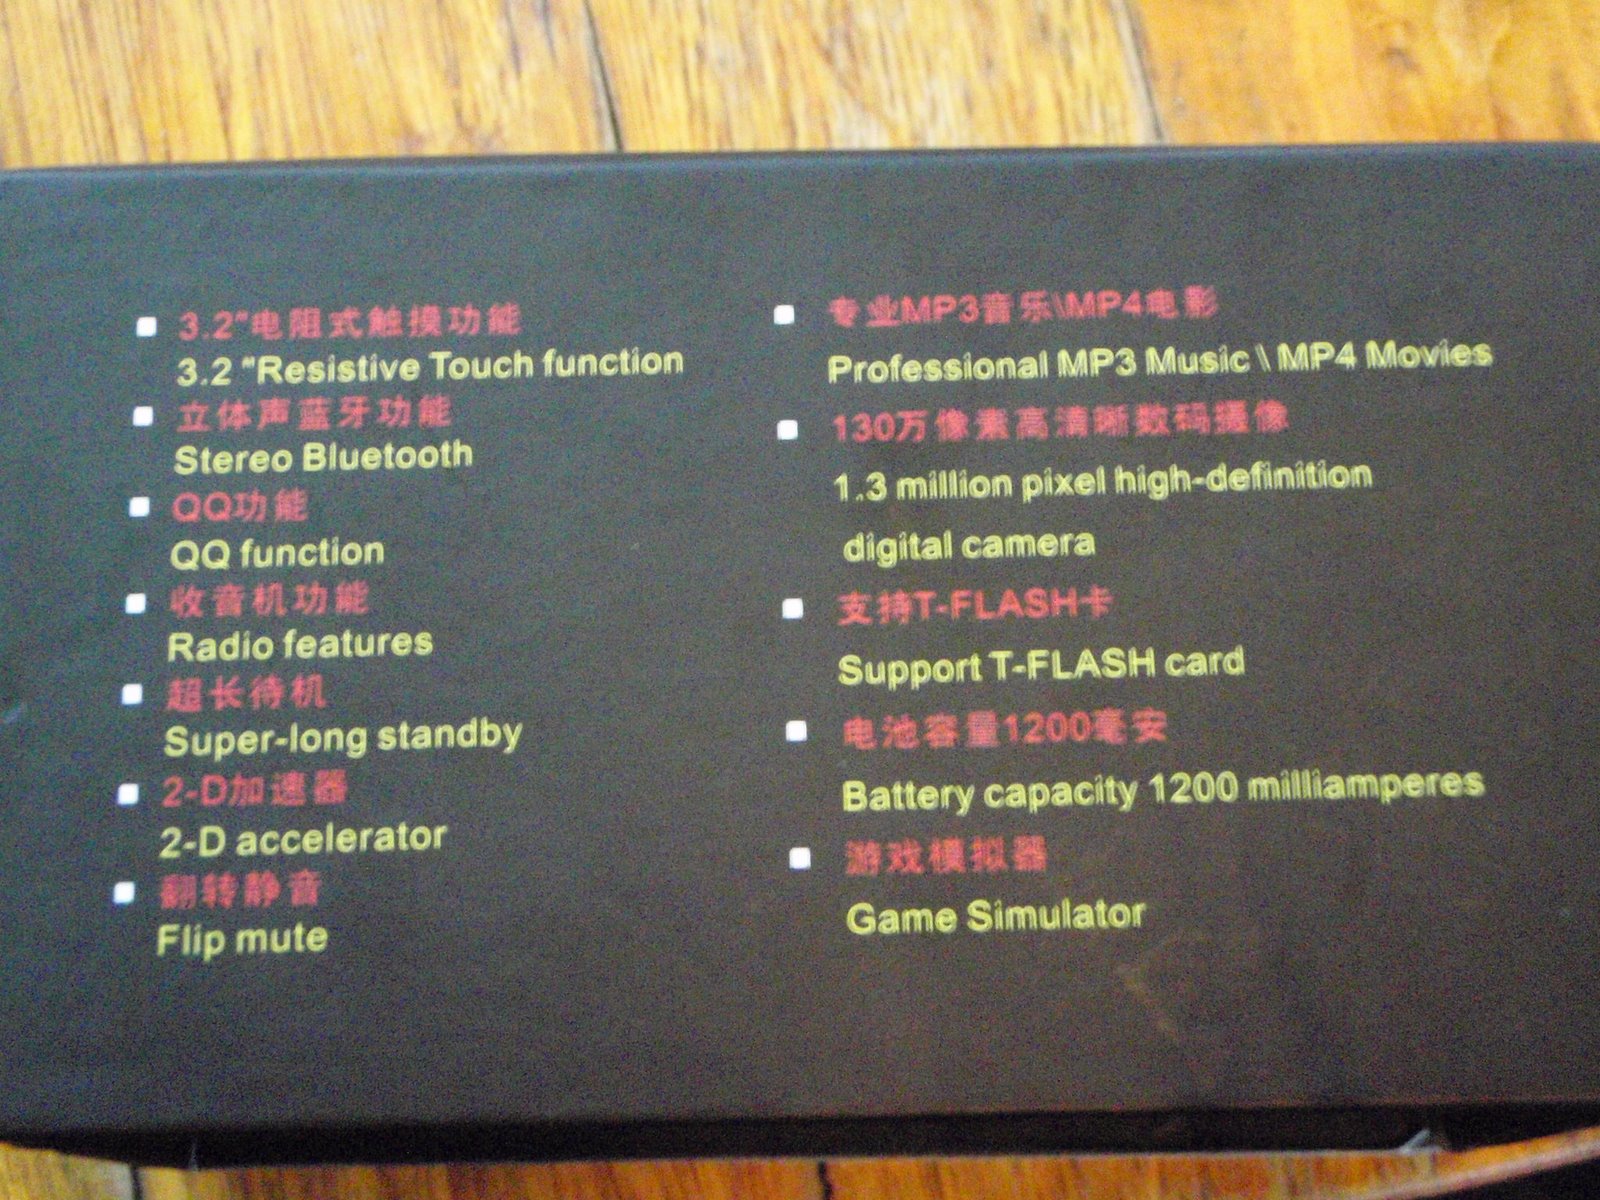 3.2"电阻式触摸功能
3.2 "Resistive Touch function
立体声蓝牙功能
Stereo Bluetooth
QQ功能
QQ function
收音机功能
Radio features
超长待机
Super-long standby
2-D加速器
2-D accelerator
翻转静音
Flip mute
专业MP3音乐\MP4电影
Professional MP3 Music \ MP4 Movies
130万像素高清晰数码摄像
1.3 million pixel high-definition
digital camera
支持T-FLASH卡
Support T-FLASH card
电池容量1200毫安
Battery capacity 1200 milliamperes
游戏模拟器
Game Simulator